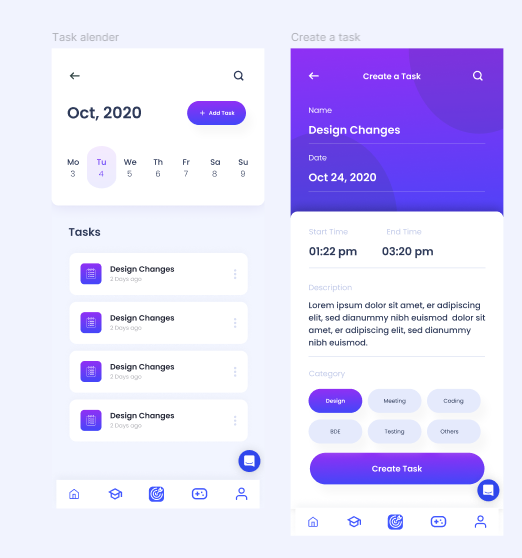 Task alender
Oct, 2020
+ Add Task
Mo Tu We Th Fr Sa Su
3 4 5 6 7 8 9
Tasks
Design Changes
2 Days ago
Design Changes
2 Days ago
Design Changes
2 Days ago
Design Changes
2 Days ago
Create a task
Create a Task
Name
Design Changes
Date
Oct 24, 2020
Start Time End Time
01:22 pm 03:20 pm
Description
Lorem ipsum dolor sit amet, er adipiscing
elit, sed dianummy nibh euismod dolor sit
amet, er adipiscing elit, sed dianummy
nibh euismod.
Category
Design Meeting Coding
BDE Testing Others
Create Task